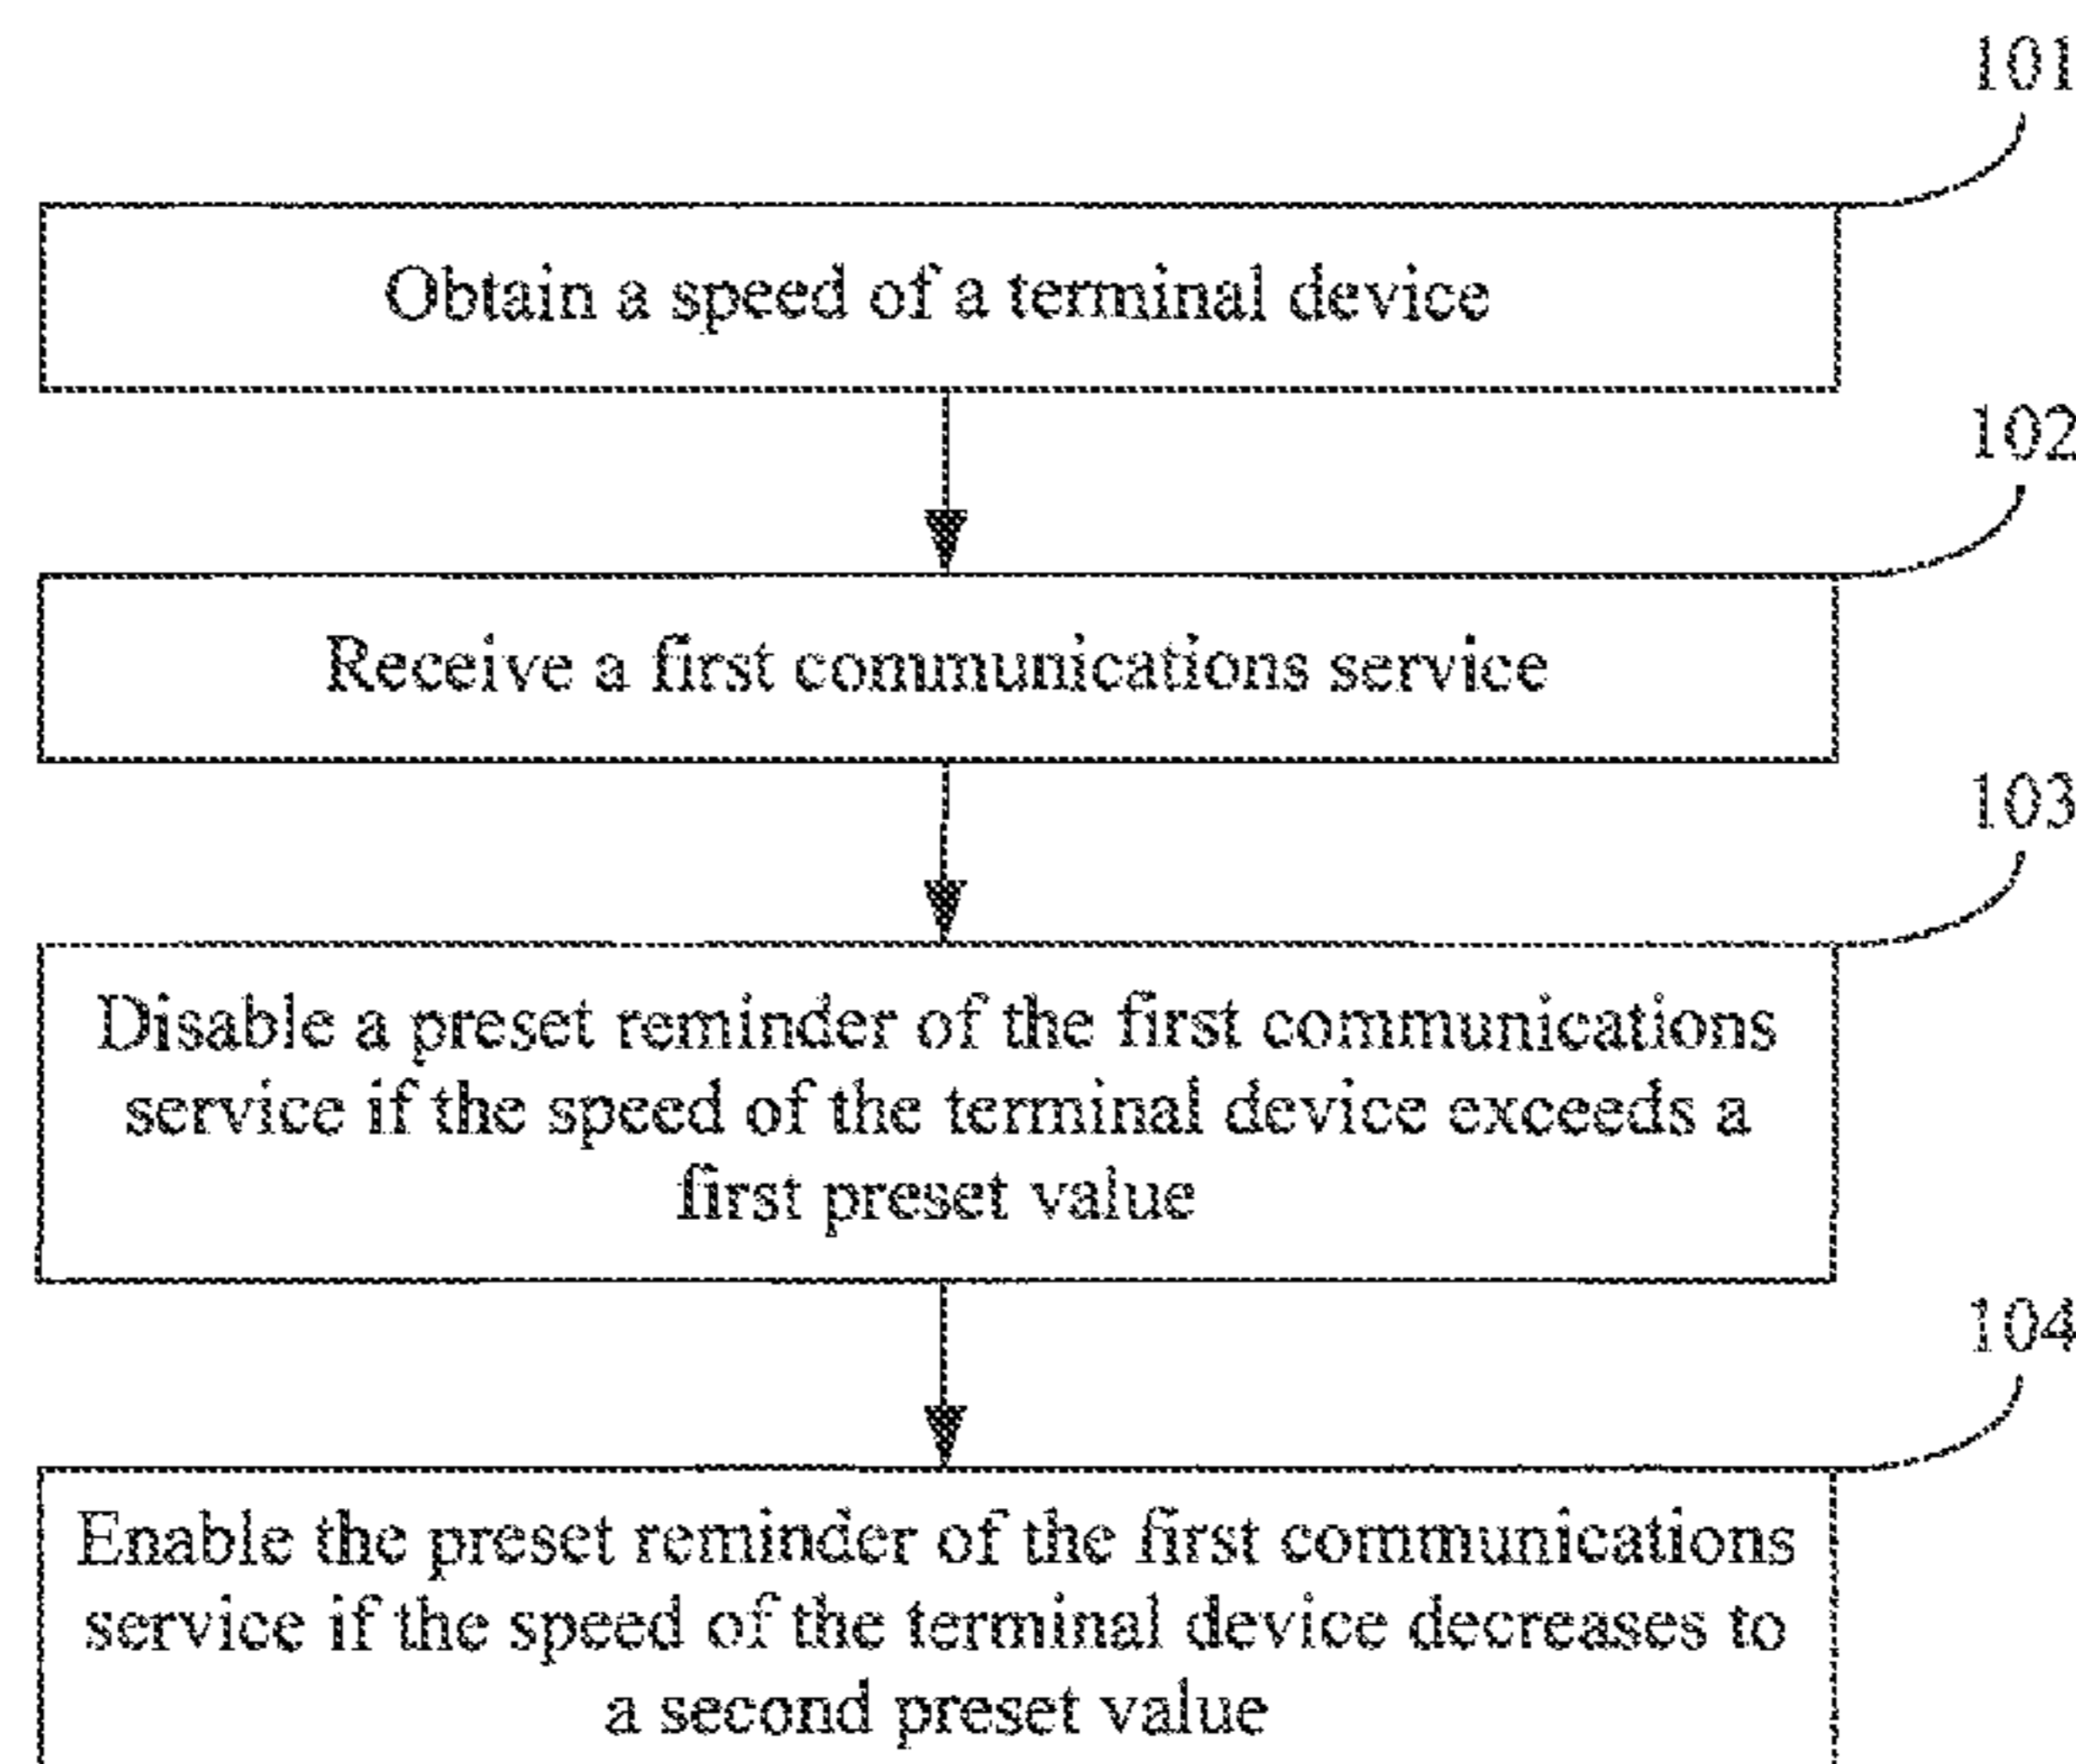 101
Obtain a speed of a terminal device
102
Receive a first communications service
103
Disable a preset reminder of the first communications
service if the speed of the terminal device exceeds a
first preset value
104
Enable the preset reminder of the first communications
service if the speed of the terminal device decreases to
a second preset value